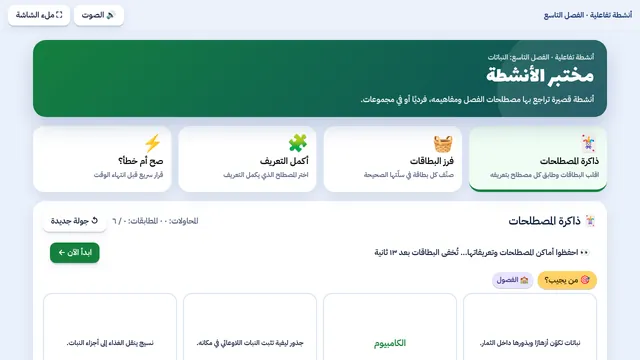 أنشطة تفاعلية · الفصل التاسع
الصوت
ملء الشاشة
أنشطة تفاعلية · الفصل التاسع: النباتات
مختبر الأنشطة
أنشطة قصيرة تراجع بها مصطلحات الفصل ومفاهيمه، فرديًا أو في مجموعات.
ذاكرة المصطلحات
اقلب البطاقات وطابق كل مصطلح بتعريفه
فرز البطاقات
صنّف كل بطاقة في سلّتها الصحيحة
أكمل التعريف
اختر المصطلح الذي يكمل التعريف
صح أم خطأ؟
قرار سريع قبل انتهاء الوقت
ذاكرة المصطلحات
المحاولات: ٠ · المطابقات: ٠ / ٦
↺ جولة جديدة
احفظوا أماكن المصطلحات وتعريفاتها... تُخفى البطاقات بعد ١٣ ثانية
ابدأ الآن ←
من يجيب؟
الفصول
نباتات تكوّن أزهارًا وبذورها داخل الثمار.
الكامبيوم
جذور ليفية تثبت النبات اللاوعائي في مكانه.
نسيج ينقل الغذاء إلى أجزاء النبات.